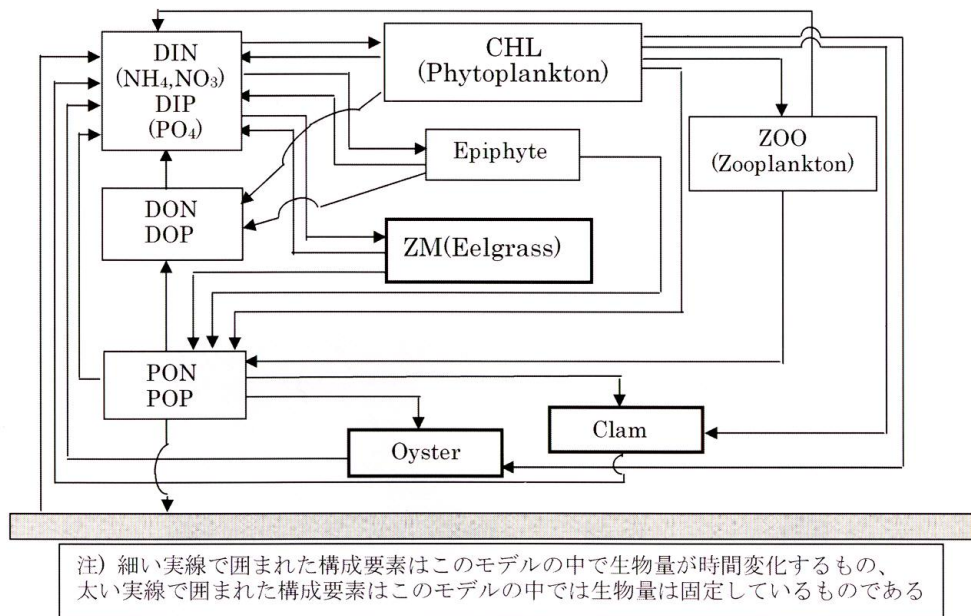 DIN
(NH₄,NO₃)
DIP
(PO₄)
CHL
(Phytoplankton)
ZOO
(Zooplankton)
Epiphyte
DON
DOP
ZM(Eelgrass)
PON
POP
Clam
Oyster
注) 細い実線で囲まれた構成要素はこのモデルの中で生物量が時間変化するもの、
太い実線で囲まれた構成要素はこのモデルの中では生物量は固定しているものである